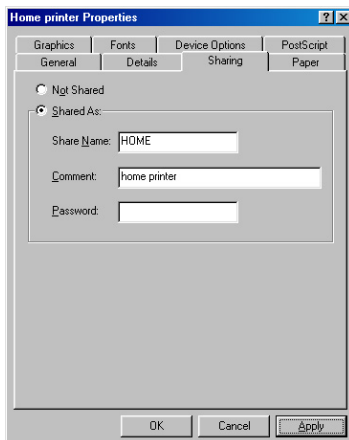 Home printer Properties
Graphics Fonts Device Options PostScript
General Details Sharing Paper
Not Shared
Shared As:
Share Name: HOME
Comment: home printer
Password:
OK Cancel Apply